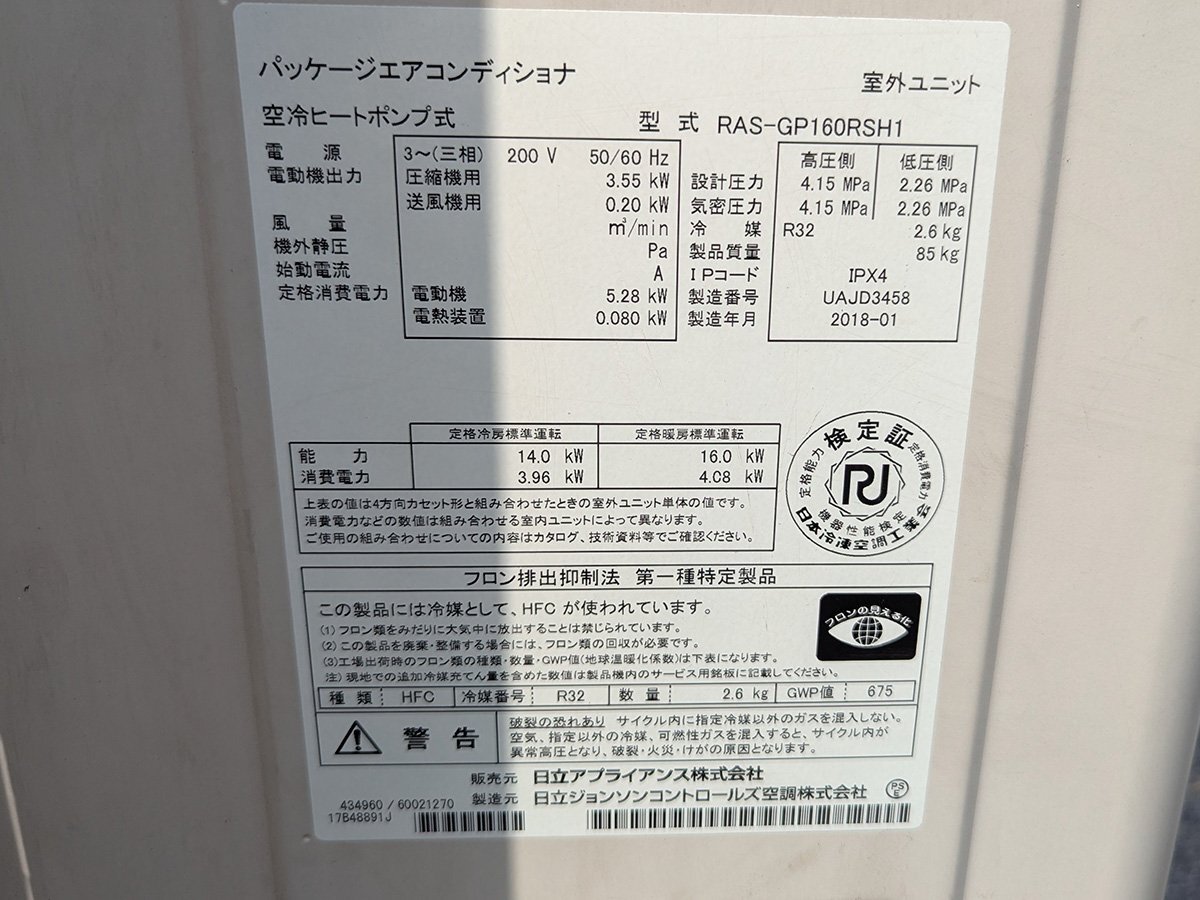 パッケージエアコンディショナ
室外ユニット
空冷ヒートポンプ式
型 式 RAS-GP160RSH1
電 源 3～(三相) 200 V 50/60 Hz
電動機出力 圧縮機用 3.55 kW
送風機用 0.20 kW
風 量 ㎥/min
機外静圧 Pa
始動電流 A
定格消費電力 電動機 5.28 kW
電熱装置 0.080 kW
高圧側 低圧側
設計圧力 4.15 MPa 2.26 MPa
気密圧力 4.15 MPa 2.26 MPa
冷 媒 R32 2.6 kg
製品質量 85 kg
IPコード IPX4
製造番号 UAJD3458
製造年月 2018-01
定格冷房標準運転 定格暖房標準運転
能 力 14.0 kW 16.0 kW
消費電力 3.96 kW 4.08 kW
上表の値は4方向カセット形と組み合わせたときの室外ユニット単体の値です。
消費電力などの数値は組み合わせる室内ユニットによって異なります。
ご使用の組み合わせについての内容はカタログ、技術資料等でご確認ください。
検定証
定格能力
定格消費電力
機器性能検定
日本冷凍空調工業会
フロン排出抑制法 第一種特定製品
この製品には冷媒として、HFC が使われています。
(1) フロン類をみだりに大気中に放出することは禁じられています。
(2) この製品を廃棄・整備する場合には、フロン類の回収が必要です。
(3)工場出荷時のフロン類の種類・数量・GWP値(地球温暖化係数)は下表になります。
注) 現地での追加冷媒充てん量を含めた数値は製品機内のサービス用銘板に記載してください。
フロンの見える化
種 類 HFC 冷媒番号 R32 数 量 2.6 kg GWP値 675
警 告
破裂の恐れあり サイクル内に指定冷媒以外のガスを混入しない。
空気、指定以外の冷媒、可燃性ガスを混入すると、サイクル内が
異常高圧となり、破裂・火災・けがの原因となります。
販売元 日立アプライアンス株式会社
434960 / 60021270 製造元 日立ジョンソンコントロールズ空調株式会社
PS
E
17B48891J